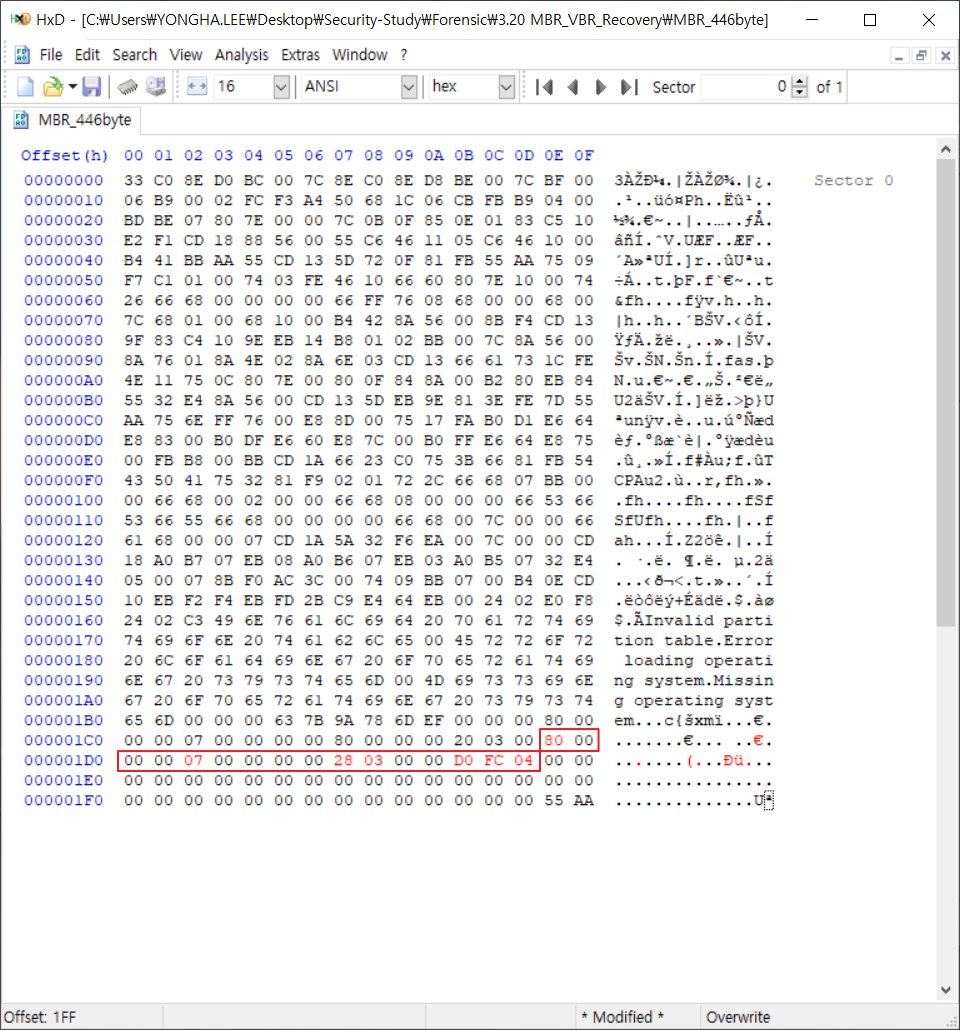 HxD - [C:₩Users₩YONGHA.LEE₩Desktop₩Security-Study₩Forensic₩3.20 MBR_VBR_Recovery₩MBR_446byte]
File Edit Search View Analysis Extras Window ?
16 ANSI hex Sector 0 of 1
MBR_446byte
Offset(h) 00 01 02 03 04 05 06 07 08 09 0A 0B 0C 0D 0E 0F
00000000 33 C0 8E D0 BC 00 7C 8E C0 8E D8 BE 00 7C BF 00 3ÀŽÐ¼.|ŽÀŽØ¾.|¿. Sector 0
00000010 06 B9 00 02 FC F3 A4 50 68 1C 06 CB FB B9 04 00 .¹..üó¤Ph..Ëû¹..
00000020 BD BE 07 80 7E 00 00 7C 0B 0F 85 0E 01 83 C5 10 ½¾.€~..|..…..ƒÅ.
00000030 E2 F1 CD 18 88 56 00 55 C6 46 11 05 C6 46 10 00 âñÍ.ˆV.UÆF..ÆF..
00000040 B4 41 BB AA 55 CD 13 5D 72 0F 81 FB 55 AA 75 09 ´A»ªUÍ.]r..ûUªu.
00000050 F7 C1 01 00 74 03 FE 46 10 66 60 80 7E 10 00 74 ÷Á..t.þF.f`€~..t
00000060 26 66 68 00 00 00 00 66 FF 76 08 68 00 00 68 00 &fh....fÿv.h..h.
00000070 7C 68 01 00 68 10 00 B4 42 8A 56 00 8B F4 CD 13 |h..h..´BŠV.‹ôÍ.
00000080 9F 83 C4 10 9E EB 14 B8 01 02 BB 00 7C 8A 56 00 ŸƒÄ.žë.¸..».|ŠV.
00000090 8A 76 01 8A 4E 02 8A 6E 03 CD 13 66 61 73 1C FE Šv.ŠN.Šn.Í.fas.þ
000000A0 4E 11 75 0C 80 7E 00 80 0F 84 8A 00 B2 80 EB 84 N.u.€~.€.„Š.²€ë„
000000B0 55 32 E4 8A 56 00 CD 13 5D EB 9E 81 3E FE 7D 55 U2äŠV.Í.]ëž.>þ}U
000000C0 AA 75 6E FF 76 00 E8 8D 00 75 17 FA B0 D1 E6 64 ªunÿv.è..u.ú°Ñæd
000000D0 E8 83 00 B0 DF E6 60 E8 7C 00 B0 FF E6 64 E8 75 èƒ.°ßæ`è|.°ÿædèu
000000E0 00 FB B8 00 BB CD 1A 66 23 C0 75 3B 66 81 FB 54 .û¸.»Í.f#Àu;f.ûT
000000F0 43 50 41 75 32 81 F9 02 01 72 2C 66 68 07 BB 00 CPAu2.ù..r,fh.».
00000100 00 66 68 00 02 00 00 66 68 08 00 00 00 66 53 66 .fh....fh....fSf
00000110 53 66 55 66 68 00 00 00 00 66 68 00 7C 00 00 66 SfUfh....fh.|..f
00000120 61 68 00 00 07 CD 1A 5A 32 F6 EA 00 7C 00 00 CD ah...Í.Z2öê.|..Í
00000130 18 A0 B7 07 EB 08 A0 B6 07 EB 03 A0 B5 07 32 E4 . ·.ë. ¶.ë. µ.2ä
00000140 05 00 07 8B F0 AC 3C 00 74 09 BB 07 00 B4 0E CD ...‹ð¬<.t.»..´.Í
00000150 10 EB F2 F4 EB FD 2B C9 E4 64 EB 00 24 02 E0 F8 .ëòôëý+Éädë.$.àø
00000160 24 02 C3 49 6E 76 61 6C 69 64 20 70 61 72 74 69 $.ÃInvalid parti
00000170 74 69 6F 6E 20 74 61 62 6C 65 00 45 72 72 6F 72 tion table.Error
00000180 20 6C 6F 61 64 69 6E 67 20 6F 70 65 72 61 74 69 loading operati
00000190 6E 67 20 73 79 73 74 65 6D 00 4D 69 73 73 69 6E ng system.Missin
000001A0 67 20 6F 70 65 72 61 74 69 6E 67 20 73 79 73 74 g operating syst
000001B0 65 6D 00 00 00 63 7B 9A 78 6D EF 00 00 00 80 00 em...c{šxmï...€.
000001C0 00 00 07 00 00 00 00 80 00 00 00 20 03 00 80 00 .......€... ..€.
000001D0 00 00 07 00 00 00 00 28 03 00 00 D0 FC 04 00 00 .......(...Ðü...
000001E0 00 00 00 00 00 00 00 00 00 00 00 00 00 00 00 00 ................
000001F0 00 00 00 00 00 00 00 00 00 00 00 00 00 00 55 AA ..............Uª
Offset: 1FF * Modified * Overwrite